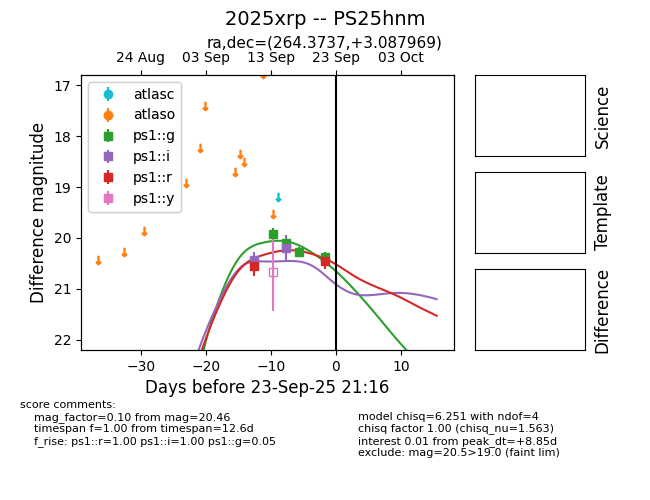 2025xrp -- PS25hnm
ra,dec=(264.3737,+3.087969)
24 Aug 03 Sep 13 Sep 23 Sep 03 Oct
17
18
19
20
21
22
Difference magnitude
atlasc
atlaso
ps1::g
ps1::i
ps1::r
ps1::y
−30 −20 −10 0 10
Days before 23-Sep-25 21:16
Science
Template
Difference
score comments:
mag_factor=0.10 from mag=20.46
timespan f=1.00 from timespan=12.6d
f_rise: ps1::r=1.00 ps1::i=1.00 ps1::g=0.05
model chisq=6.251 with ndof=4
chisq factor 1.00 (chisq_nu=1.563)
interest 0.01 from peak_dt=+8.85d
exclude: mag=20.5>19.0 (faint lim)